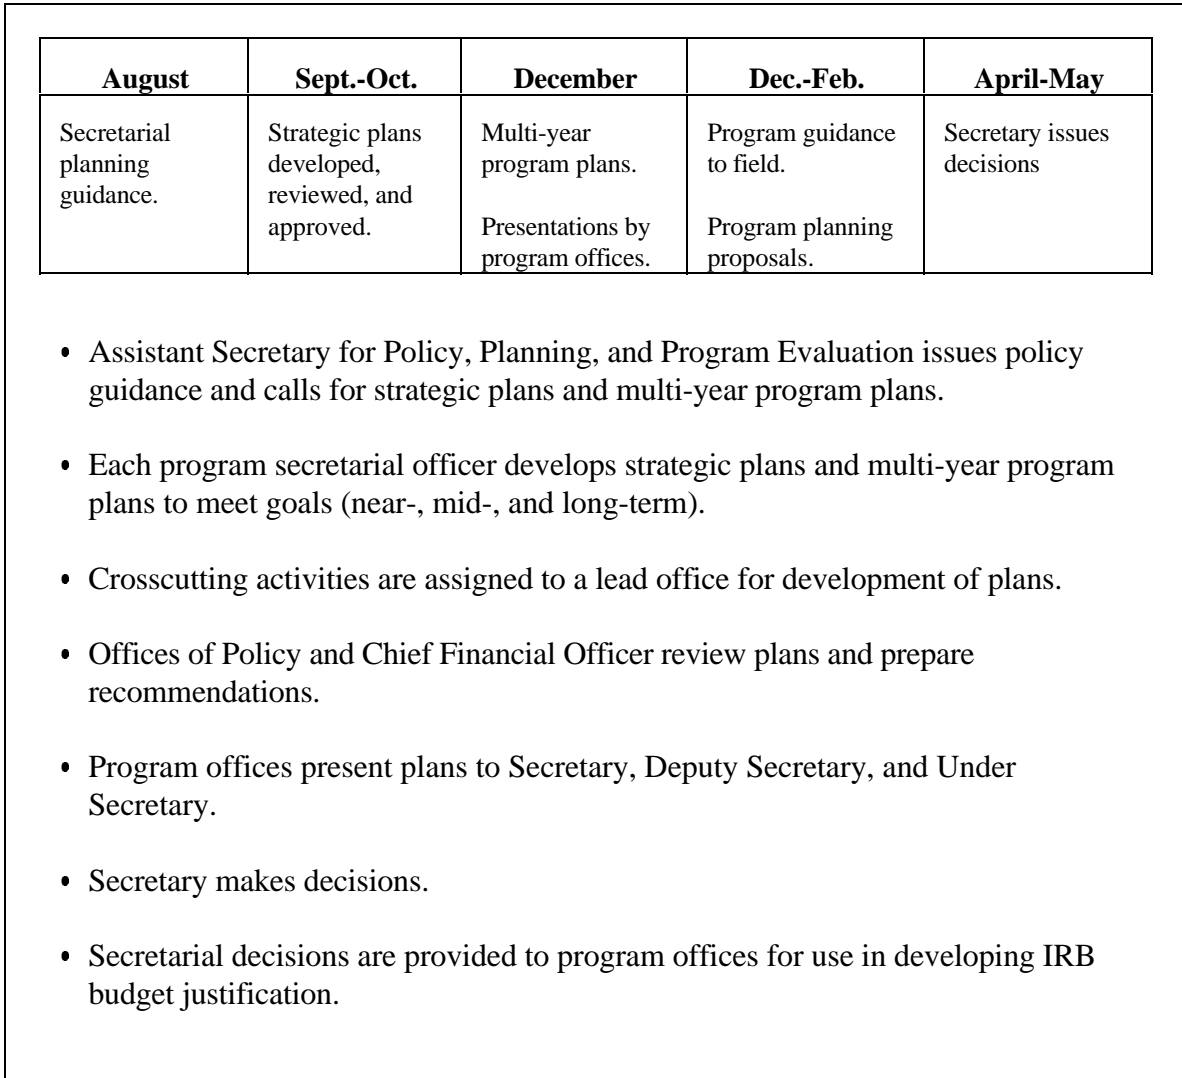 August
Sept.-Oct.
December
Dec.-Feb.
April-May
Secretarial
planning
guidance.
Strategic plans
developed,
reviewed, and
approved.
Multi-year
program plans.
Presentations by
program offices.
Program guidance
to field.
Program planning
proposals.
Secretary issues
decisions
• Assistant Secretary for Policy, Planning, and Program Evaluation issues policy
guidance and calls for strategic plans and multi-year program plans.
• Each program secretarial officer develops strategic plans and multi-year program
plans to meet goals (near-, mid-, and long-term).
• Crosscutting activities are assigned to a lead office for development of plans.
• Offices of Policy and Chief Financial Officer review plans and prepare
recommendations.
• Program offices present plans to Secretary, Deputy Secretary, and Under
Secretary.
• Secretary makes decisions.
• Secretarial decisions are provided to program offices for use in developing IRB
budget justification.